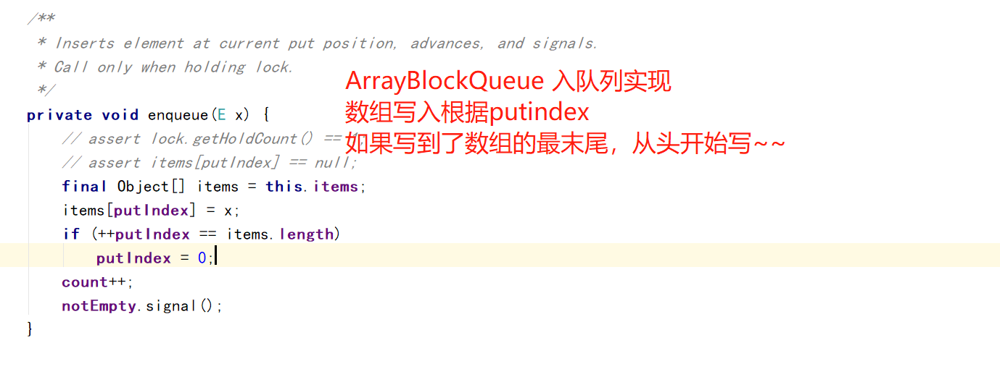 /**
* Inserts element at current put position, advances, and signals.
* Call only when holding lock.
*/
ArrayBlockQueue 入队列实现
数组写入根据putindex
如果写到了数组的最末尾，从头开始写~~
private void enqueue(E x) {
// assert lock.getHoldCount() == ;
// assert items[putIndex] == null;
final Object[] items = this.items;
items[putIndex] = x;
if (++putIndex == items.length)
putIndex = 0;
count++;
notEmpty.signal();
}